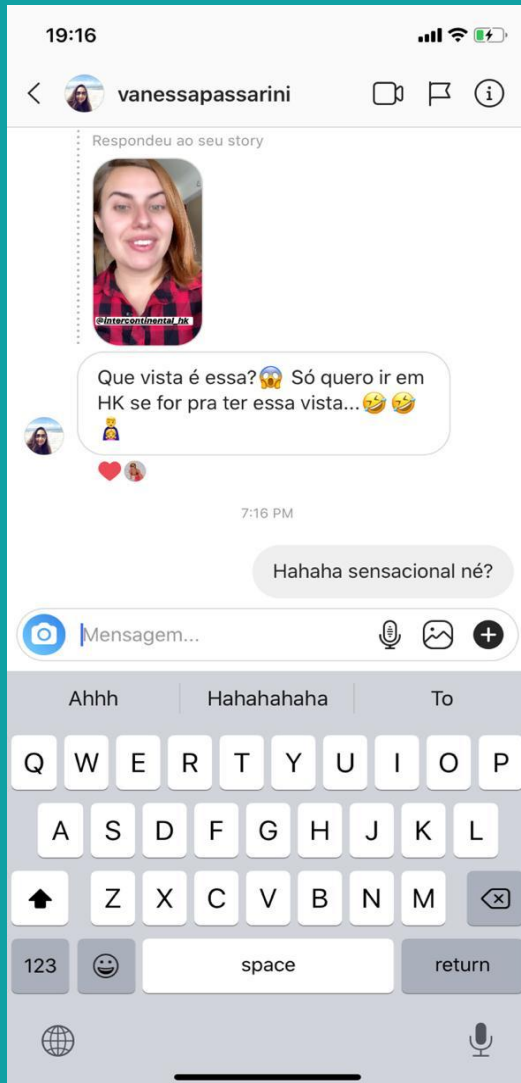 19:16
vanessapassarini
Respondeu ao seu story
@intercontinental_hk
Que vista é essa?😱 Só quero ir em
HK se for pra ter essa vista...🤣🤣
7:16 PM
Hahaha sensacional né?
Mensagem...
Ahhh Hahahahaha To
Q W E R T Y U I O P
A S D F G H J K L
Z X C V B N M
123 space return